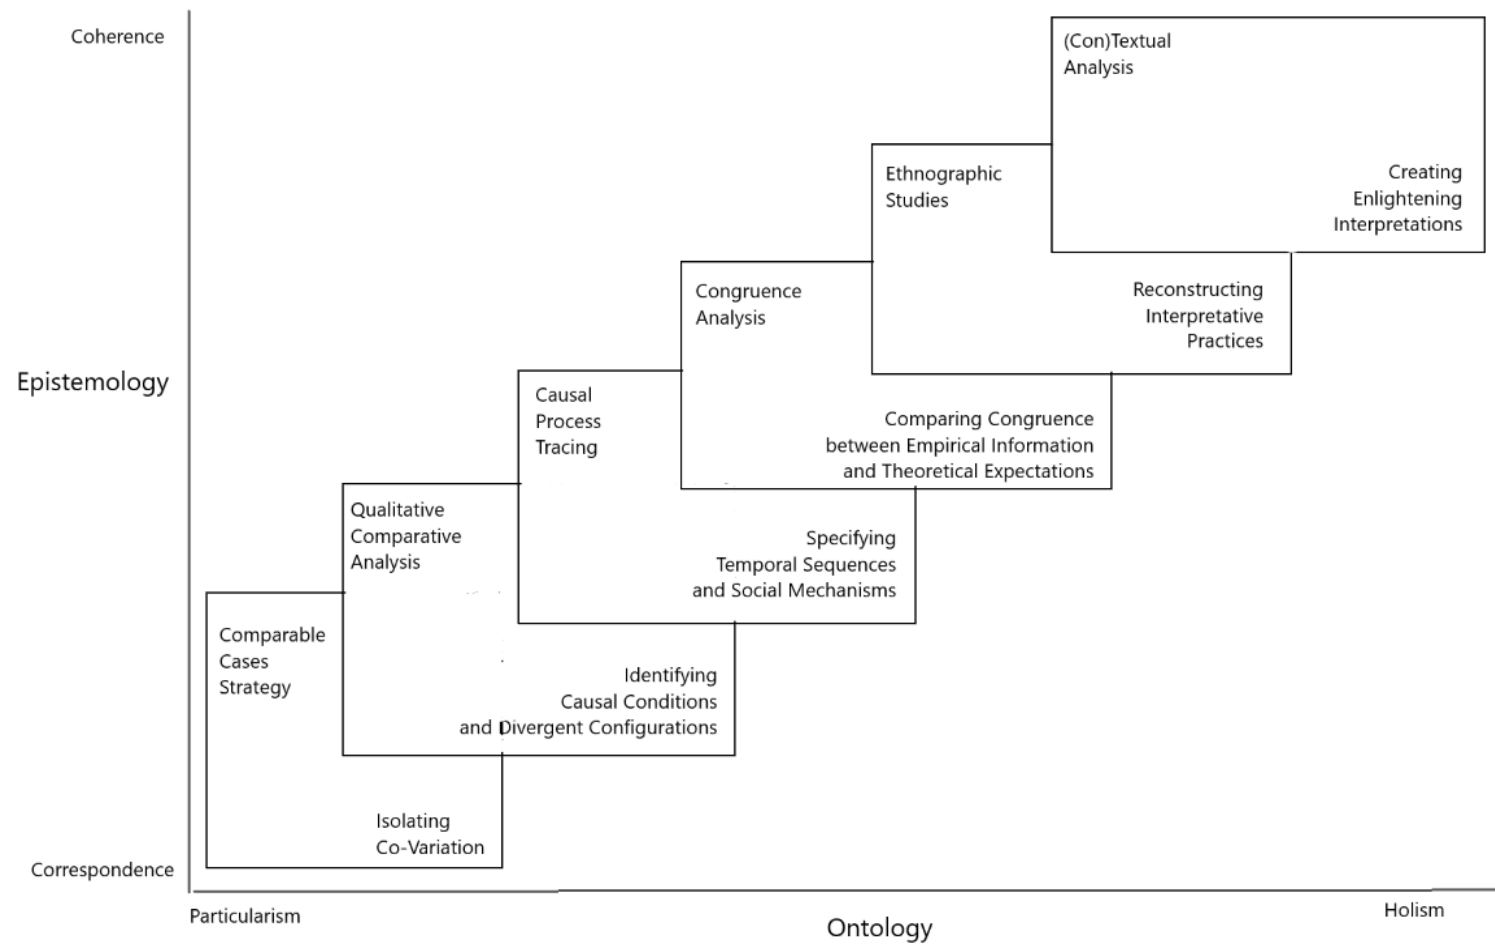 Coherence
(Con)Textual
Analysis
Creating
Enlightening
Interpretations
Ethnographic
Studies
Reconstructing
Interpretative
Practices
Congruence
Analysis
Comparing Congruence
between Empirical Information
and Theoretical Expectations
Epistemology
Causal
Process
Tracing
Specifying
Temporal Sequences
and Social Mechanisms
Qualitative
Comparative
Analysis
Identifying
Causal Conditions
and Divergent Configurations
Comparable
Cases
Strategy
Isolating
Co-Variation
Correspondence
Particularism
Ontology
Holism